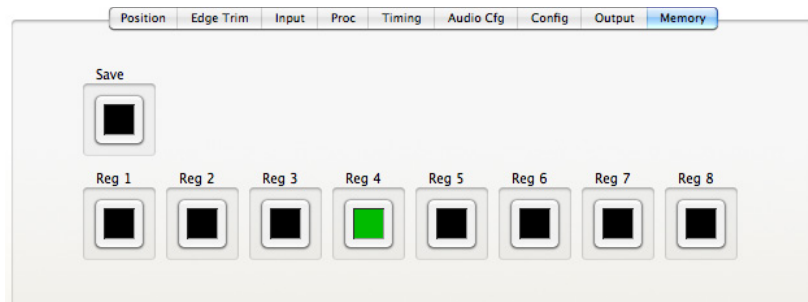 Position Edge Trim Input Proc Timing Audio Cfg Config Output Memory
Save
Reg 1 Reg 2 Reg 3 Reg 4 Reg 5 Reg 6 Reg 7 Reg 8